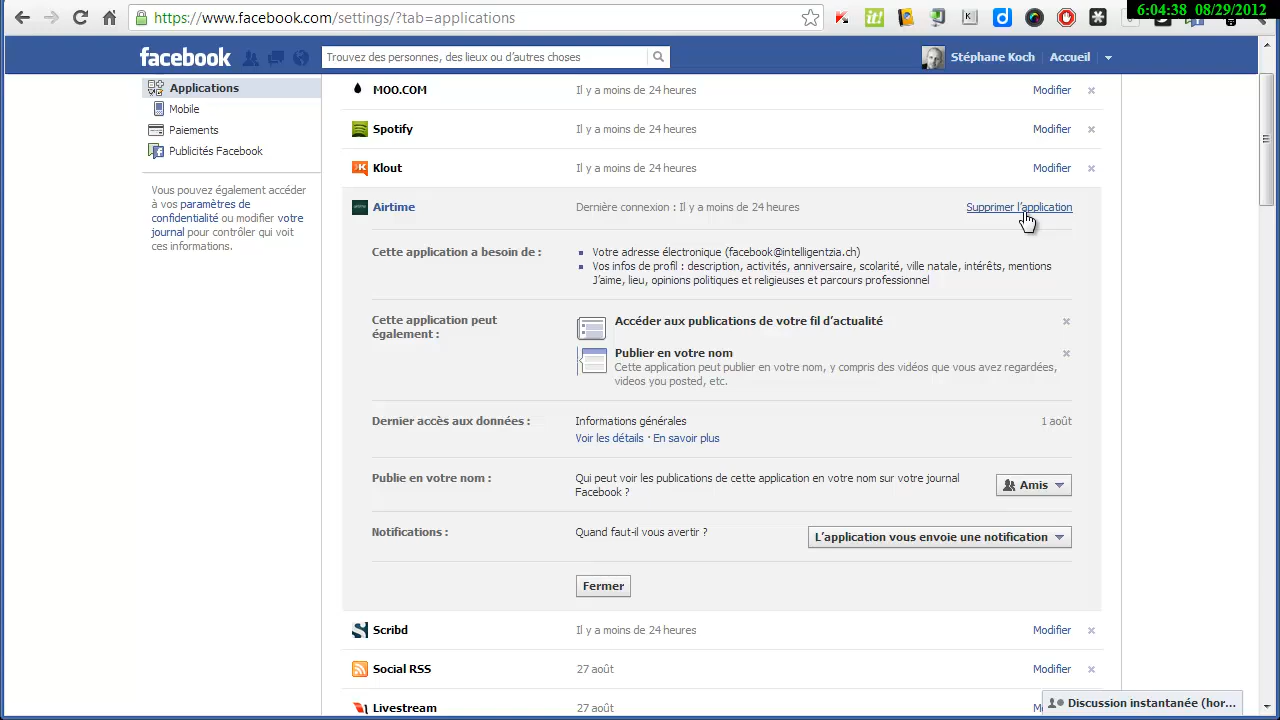 6:04:38 08/29/2012
https://www.facebook.com/settings/?tab=applications
facebook
Trouvez des personnes, des lieux ou d'autres choses
Stéphane Koch
Accueil
Applications
Mobile
Paiements
Publicités Facebook
Vous pouvez également accéder
à vos paramètres de
confidentialité ou modifier votre
journal pour contrôler qui voit
ces informations.
MOO.COM Il y a moins de 24 heures Modifier
Spotify Il y a moins de 24 heures Modifier
Klout Il y a moins de 24 heures Modifier
Airtime Dernière connexion : Il y a moins de 24 heures Supprimer l'application
Cette application a besoin de :
Votre adresse électronique (facebook@intelligentzia.ch)
Vos infos de profil : description, activités, anniversaire, scolarité, ville natale, intérêts, mentions
J'aime, lieu, opinions politiques et religieuses et parcours professionnel
Cette application peut
également :
Accéder aux publications de votre fil d'actualité
Publier en votre nom
Cette application peut publier en votre nom, y compris des vidéos que vous avez regardées,
videos you posted, etc.
Dernier accès aux données : Informations générales 1 août
Voir les détails · En savoir plus
Publie en votre nom :
Qui peut voir les publications de cette application en votre nom sur votre journal
Facebook ?
Amis
Notifications : Quand faut-il vous avertir ? L'application vous envoie une notification
Fermer
Scribd Il y a moins de 24 heures Modifier
Social RSS 27 août Modifier
Livestream 27 août
Discussion instantanée (hor...